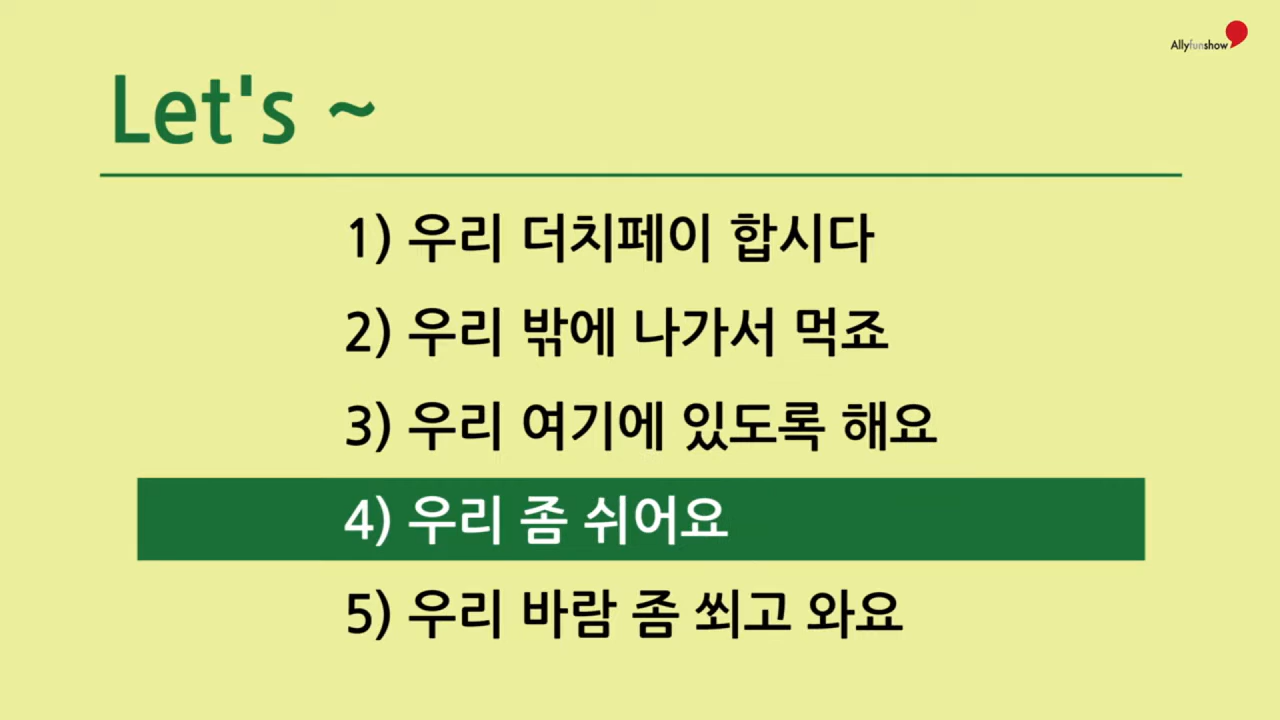 Allyfunshow
Let's ~
1) 우리 더치페이 합시다
2) 우리 밖에 나가서 먹죠
3) 우리 여기에 있도록 해요
4) 우리 좀 쉬어요
5) 우리 바람 좀 쐬고 와요